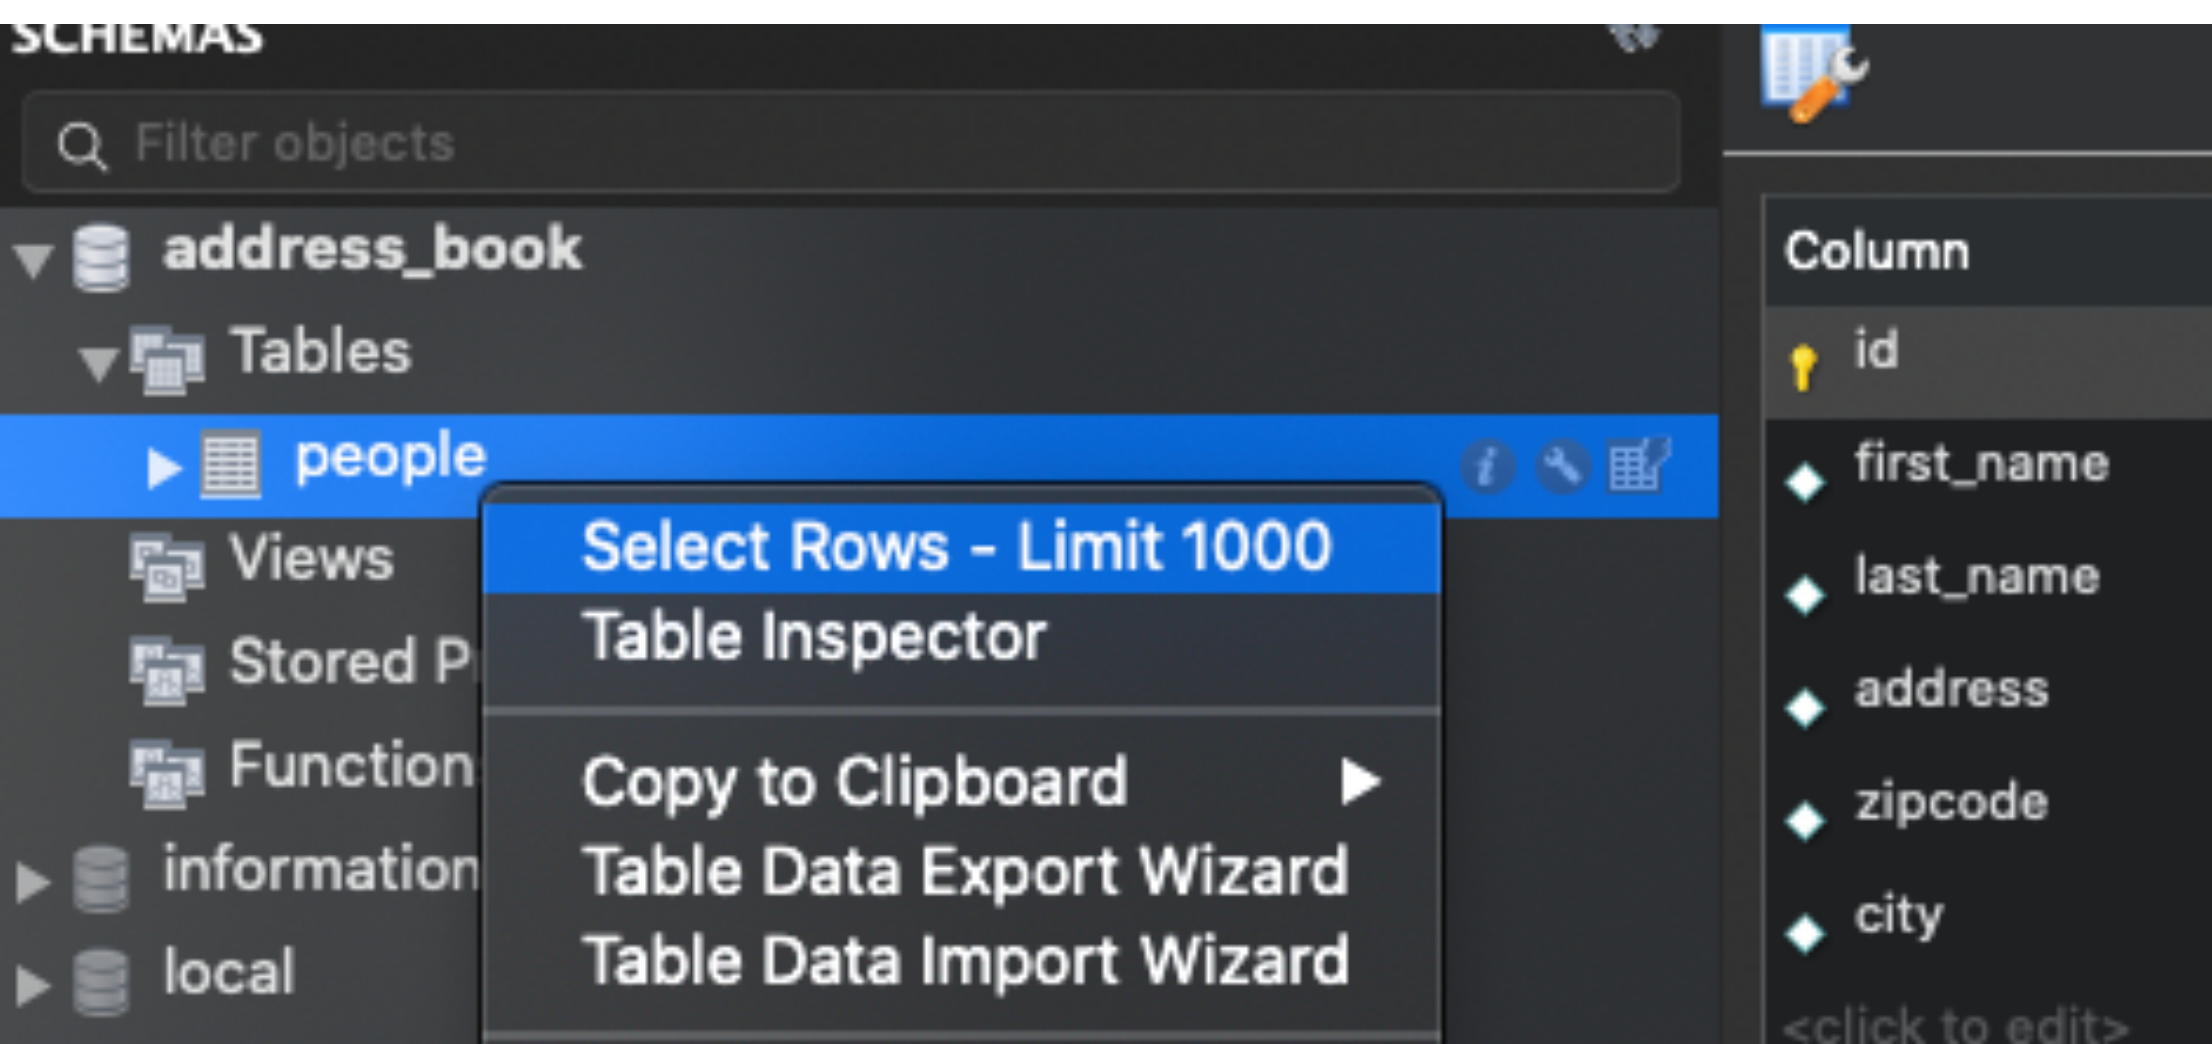 SCHEMAS
Filter objects
address_book
Tables
people
Views
Stored P
Function
information
local
Select Rows - Limit 1000
Table Inspector
Copy to Clipboard
Table Data Export Wizard
Table Data Import Wizard
Column
id
first_name
last_name
address
zipcode
city
<click to edit>